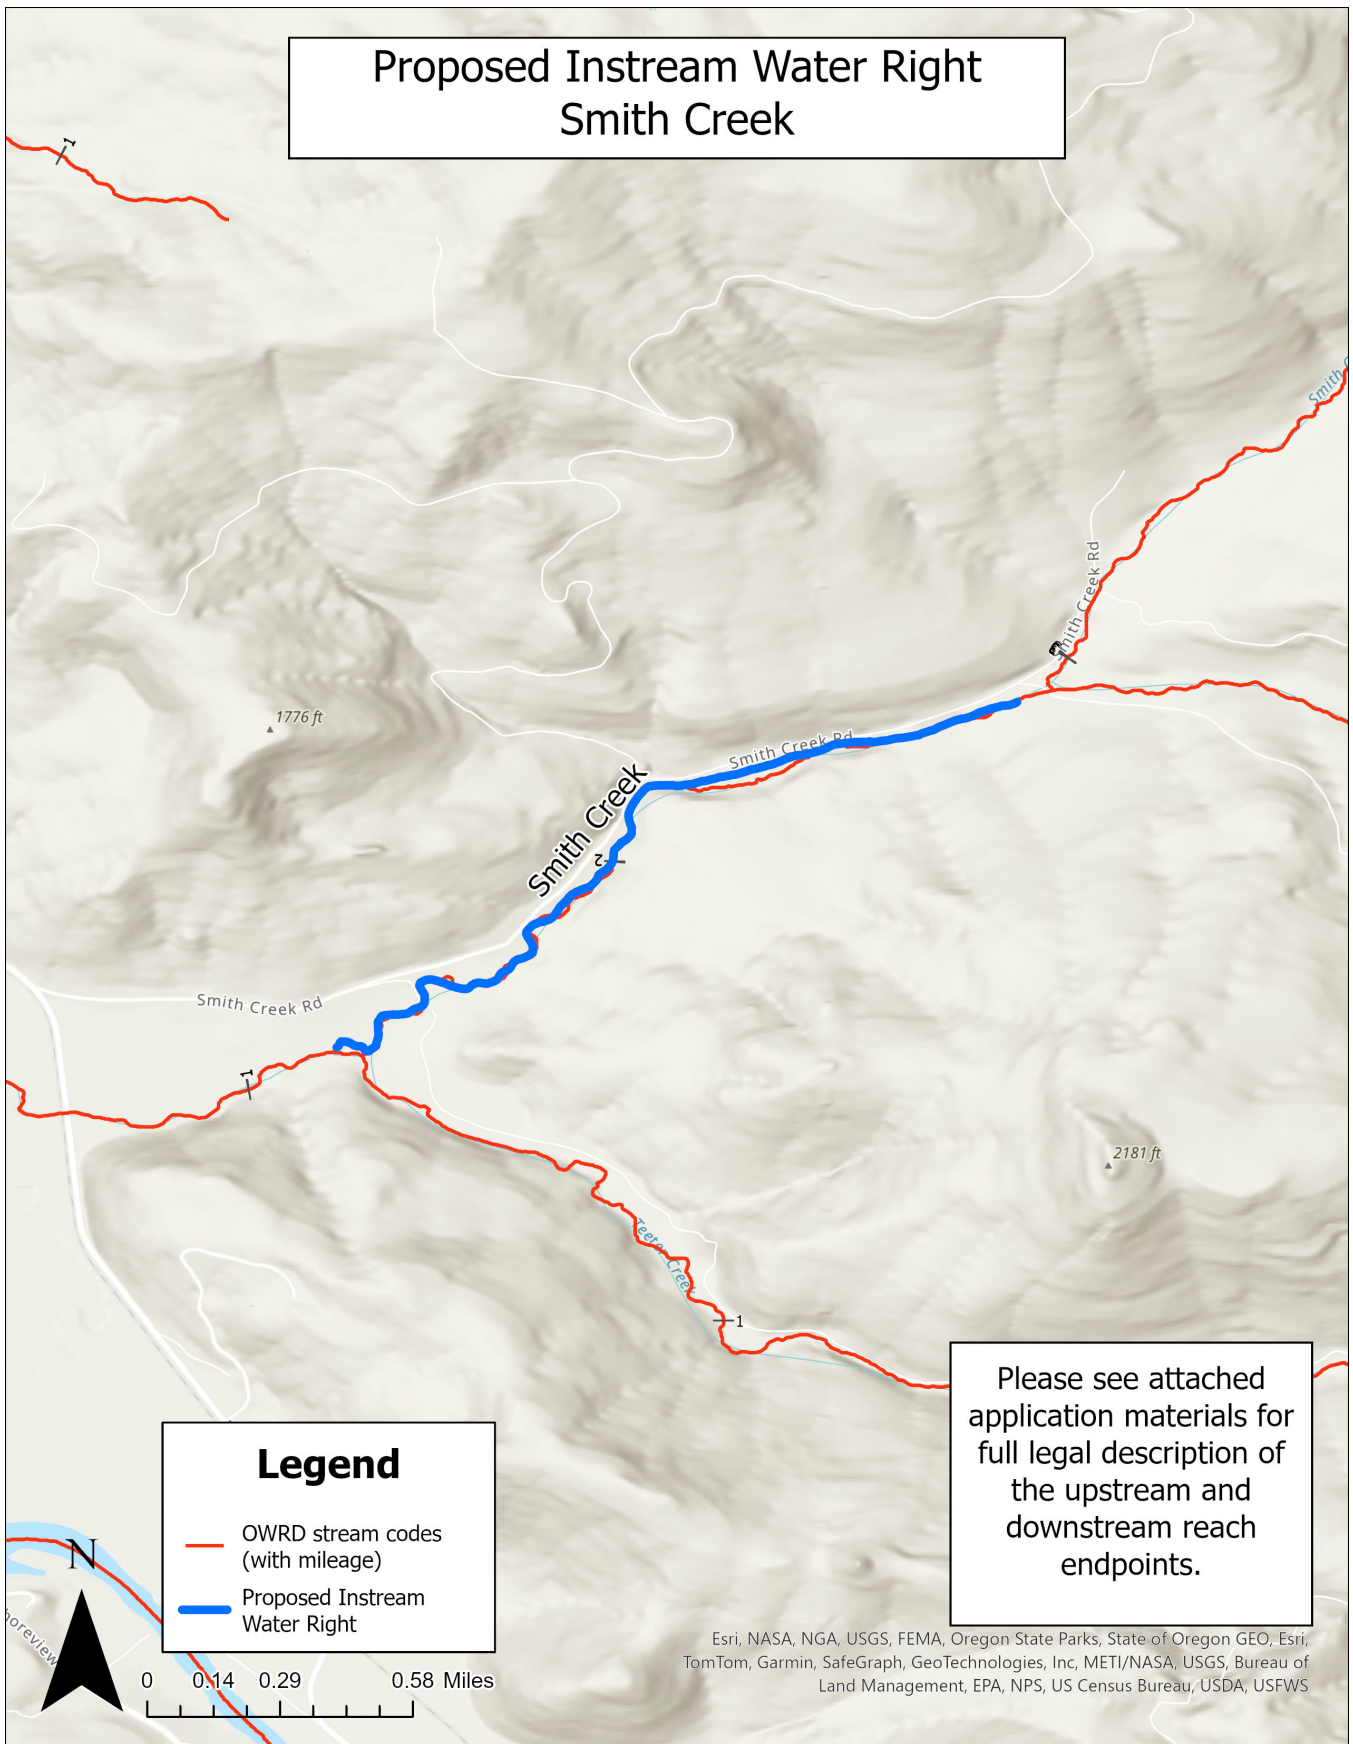 Proposed Instream Water Right
Smith Creek
1
Smith
Smith Creek Rd
3
1776 ft
Smith Creek Rd
Smith Creek
2
Smith Creek Rd
1
2181 ft
Teeter Creek
1
Please see attached
application materials for
full legal description of
the upstream and
downstream reach
endpoints.
Legend
OWRD stream codes
(with mileage)
Proposed Instream
Water Right
N
horeview
0 0.14 0.29 0.58 Miles
Esri, NASA, NGA, USGS, FEMA, Oregon State Parks, State of Oregon GEO, Esri,
TomTom, Garmin, SafeGraph, GeoTechnologies, Inc, METI/NASA, USGS, Bureau of
Land Management, EPA, NPS, US Census Bureau, USDA, USFWS